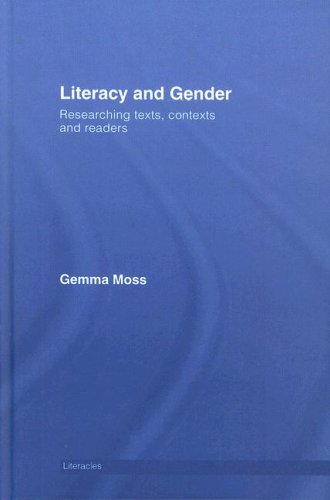 Literacy and Gender
Researching texts, contexts
and readers
Gemma Moss
Literacies